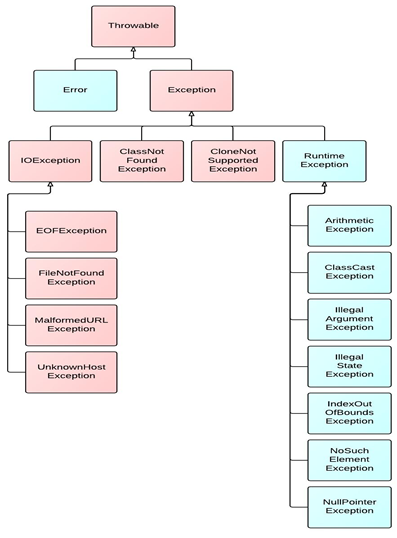 Throwable
Error
Exception
IOException
ClassNot
Found
Exception
CloneNot
Supported
Exception
Runtime
Exception
EOFException
FileNotFound
Exception
MalformedURL
Exception
UnknownHost
Exception
Arithmetic
Exception
ClassCast
Exception
Illegal
Argument
Exception
Illegal
State
Exception
IndexOut
OfBounds
Exception
NoSuch
Element
Exception
NullPointer
Exception